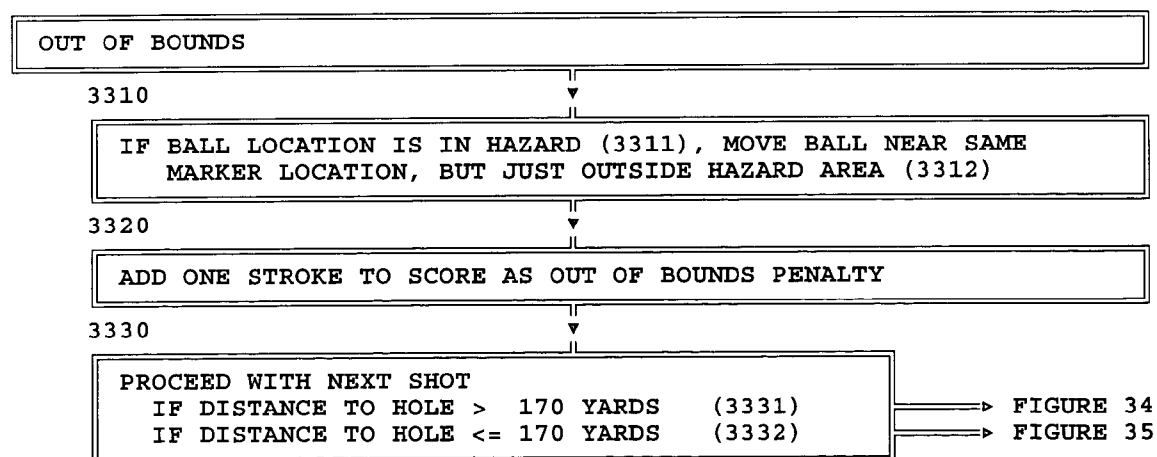 OUT OF BOUNDS
3310
IF BALL LOCATION IS IN HAZARD (3311), MOVE BALL NEAR SAME
MARKER LOCATION, BUT JUST OUTSIDE HAZARD AREA (3312)
3320
ADD ONE STROKE TO SCORE AS OUT OF BOUNDS PENALTY
3330
PROCEED WITH NEXT SHOT
IF DISTANCE TO HOLE > 170 YARDS (3331) FIGURE 34
IF DISTANCE TO HOLE <= 170 YARDS (3332) FIGURE 35